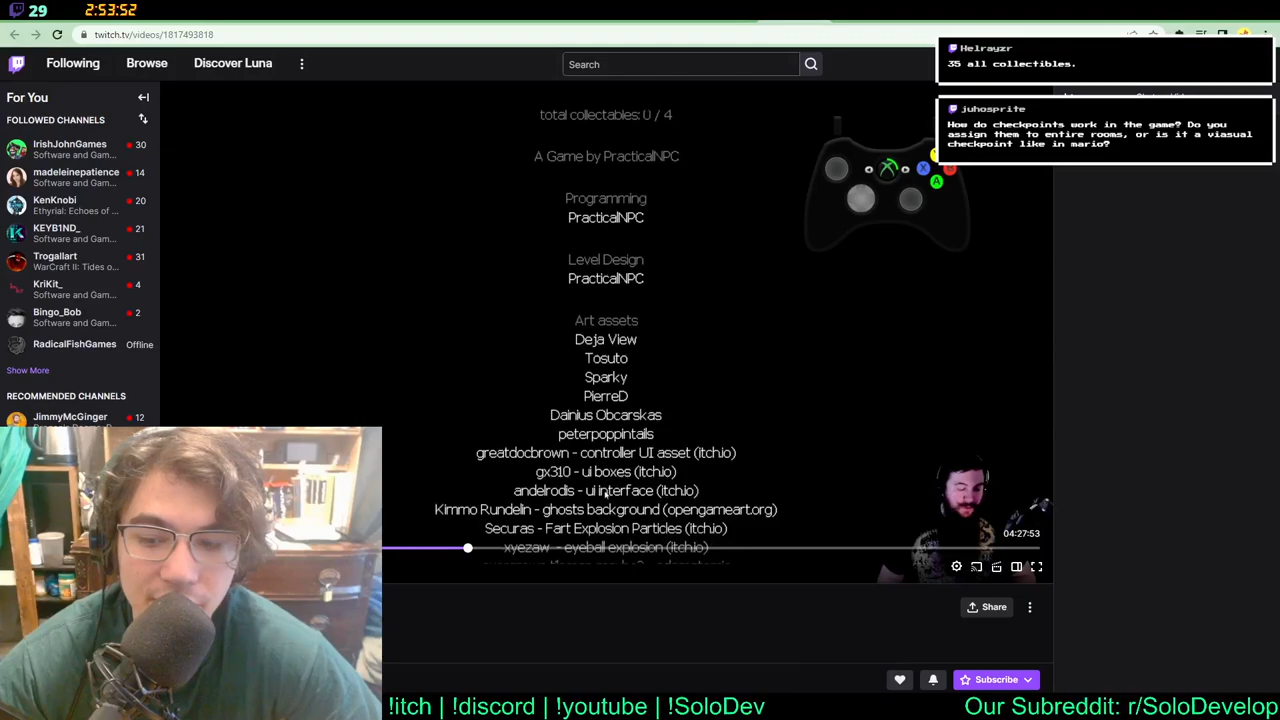 29
2:53:52
twitch.tv/videos/1817493818
Following
Browse
Discover Luna
Search
Helrayzr
35 all collectibles.
juhosprite
How do checkpoints work in the game? Do you
assign them to entire rooms, or is it a viasual
checkpoint like in mario?
For You
FOLLOWED CHANNELS
IrishJohnGames
30
Software and Gam...
madeleinepatience
14
Software and Gam...
KenKnobi
20
Ethyrial: Echoes of ...
KEYB1ND_
21
Software and Gam...
Trogallart
31
WarCraft II: Tides o...
KriKit_
4
Software and Gam...
Bingo_Bob
2
Software and Gam...
RadicalFishGames
Offline
Show More
RECOMMENDED CHANNELS
JimmyMcGinger
12
total collectables: 0 / 4
A Game by PracticalNPC
Programming
PracticalNPC
Level Design
PracticalNPC
Art assets
Deja View
Tosuto
Sparky
PierreD
Dainius Obcarskas
peterpoppintalls
greatdocbrown - controller UI asset (itch.io)
gx310 - ui boxes (itch.io)
andelrodis - ui interface (itch.io)
Kimmo Rundelin - ghosts background (opengameart.org)
Securas - Fart Explosion Particles (itch.io)
xyezaw - eyeball explosion (itch.io)
X
A
04:27:53
Share
Subscribe
!itch | !discord | !youtube | !SoloDev
Our Subreddit: r/SoloDevelop